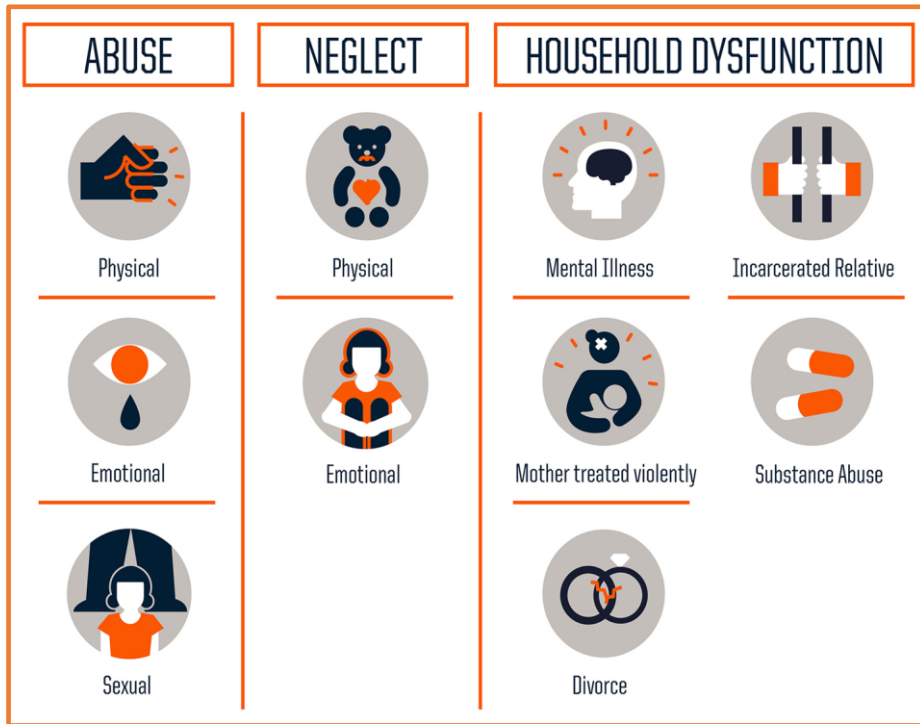 ABUSE
Physical
Emotional
Sexual
NEGLECT
Physical
Emotional
HOUSEHOLD DYSFUNCTION
Mental Illness
Incarcerated Relative
Mother treated violently
Substance Abuse
Divorce